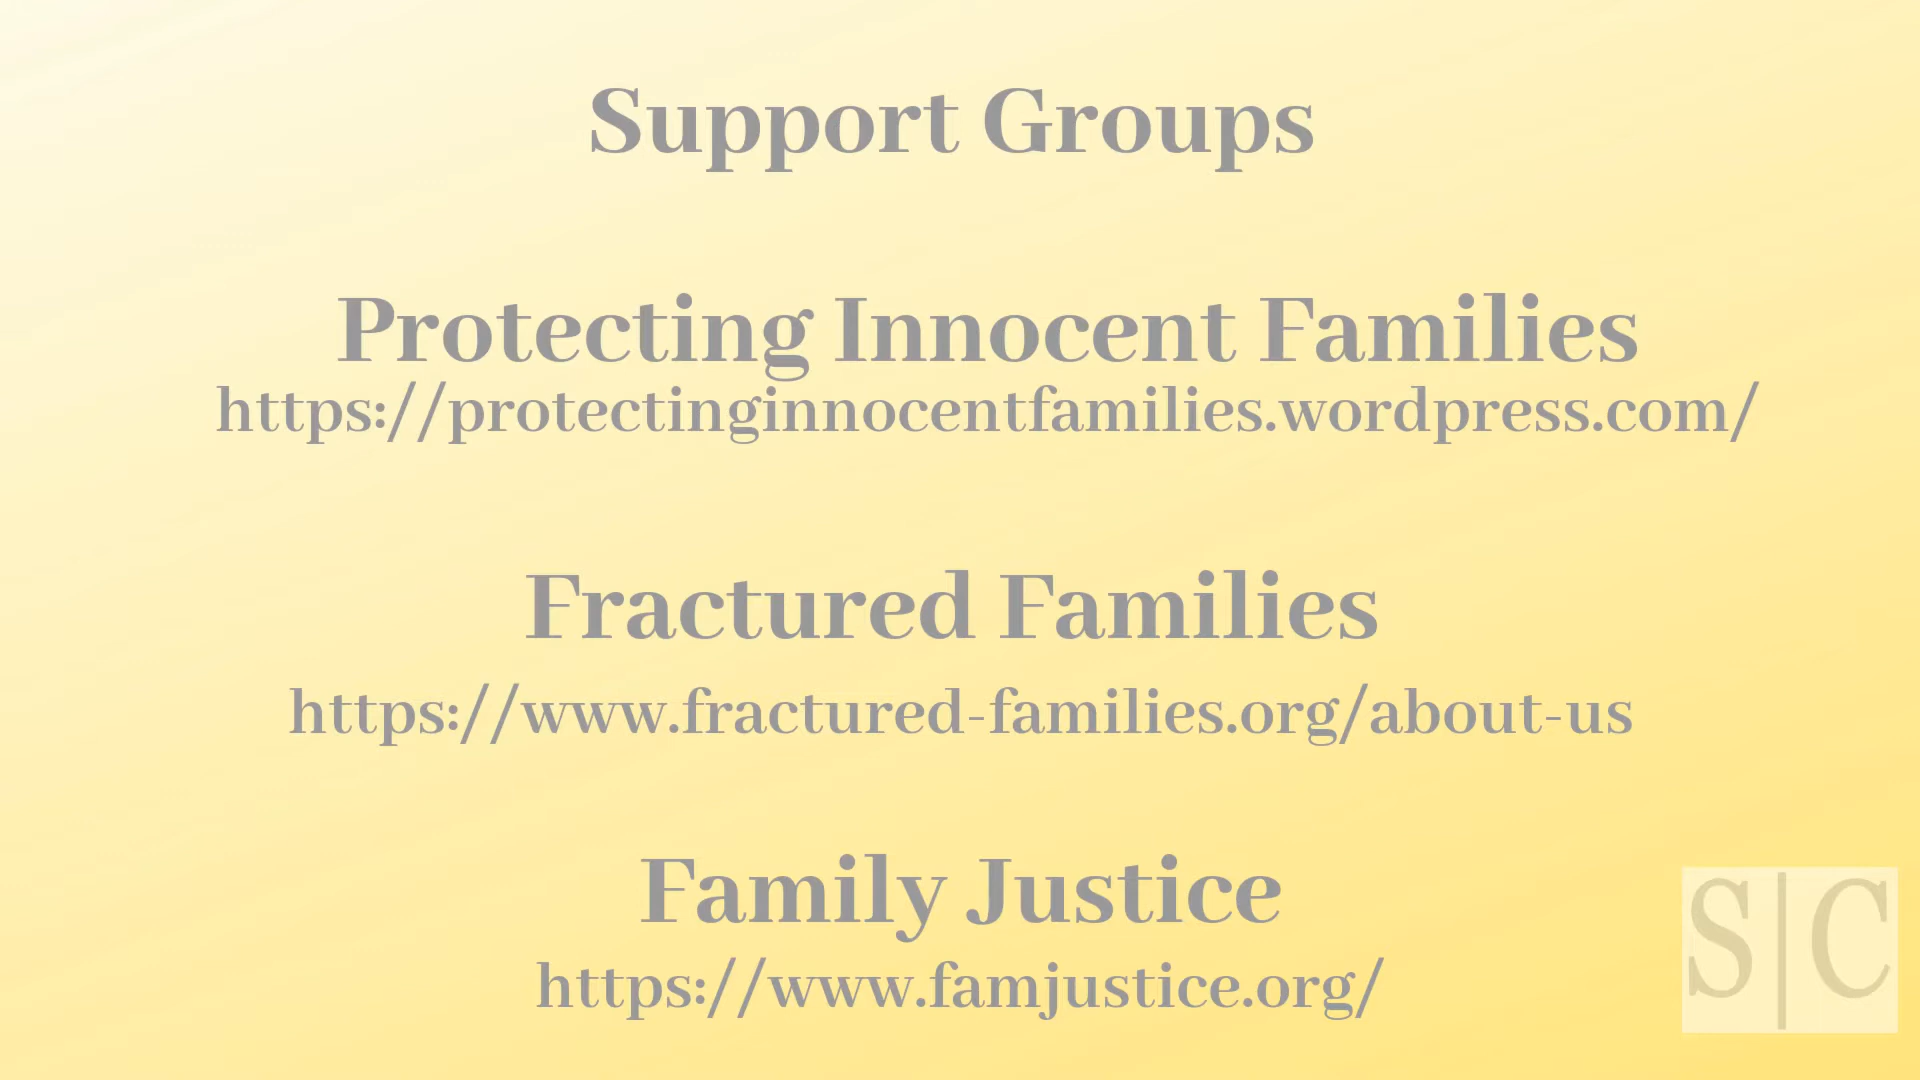 Support Groups
Protecting Innocent Families
https://protectinginnocentfamilies.wordpress.com/
Fractured Families
https://www.fractured-families.org/about-us
Family Justice
https://www.famjustice.org/
S|C